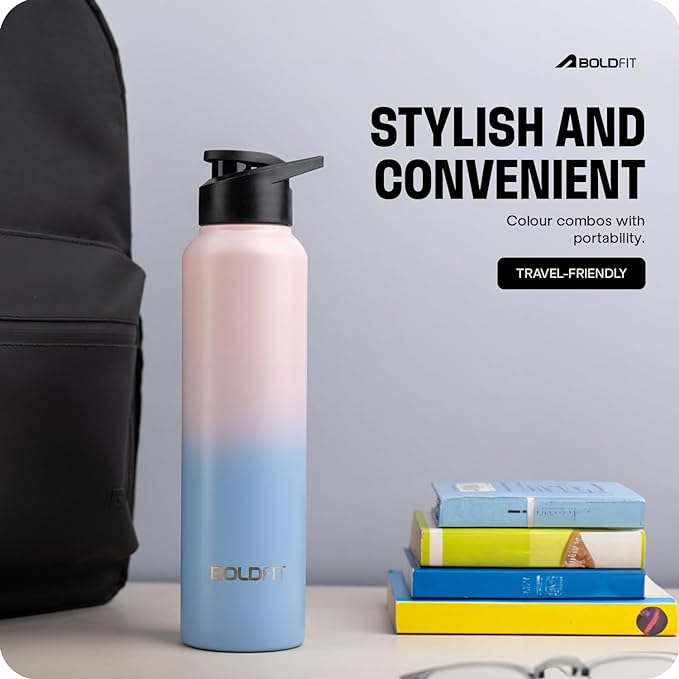 BOLDFIT
STYLISH AND
CONVENIENT
Colour combos with
portability.
TRAVEL-FRIENDLY
BOLDFIT